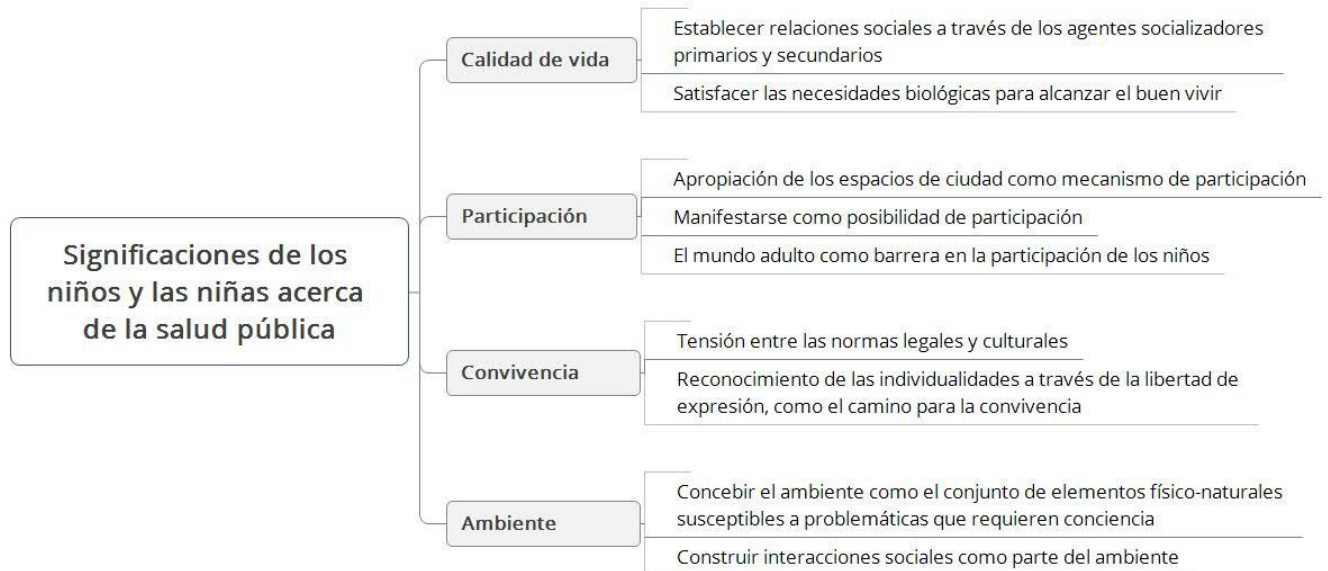 Significaciones de los
niños y las niñas acerca
de la salud pública
Calidad de vida
Establecer relaciones sociales a través de los agentes socializadores
primarios y secundarios
Satisfacer las necesidades biológicas para alcanzar el buen vivir
Participación
Apropiación de los espacios de ciudad como mecanismo de participación
Manifestarse como posibilidad de participación
El mundo adulto como barrera en la participación de los niños
Convivencia
Tensión entre las normas legales y culturales
Reconocimiento de las individualidades a través de la libertad de
expresión, como el camino para la convivencia
Ambiente
Concebir el ambiente como el conjunto de elementos físico-naturales
susceptibles a problemáticas que requieren conciencia
Construir interacciones sociales como parte del ambiente